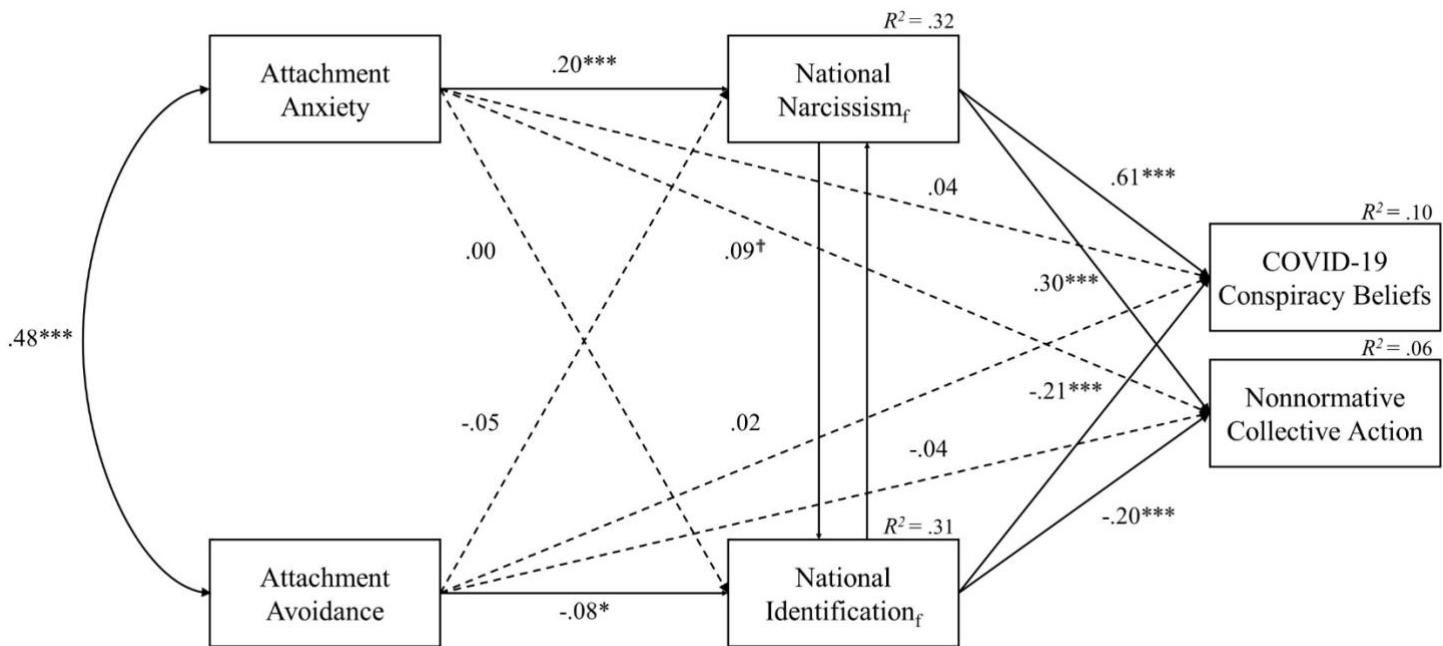 R² = .32
Attachment
Anxiety
.20***
National
Narcissism_f
.04
.61***
R² = .10
COVID-19
Conspiracy Beliefs
.00
.09†
.30***
.48***
R² = .06
Nonnormative
Collective Action
-.05
.02
-.21***
-.04
-.20***
R² = .31
Attachment
Avoidance
-.08*
National
Identification_f